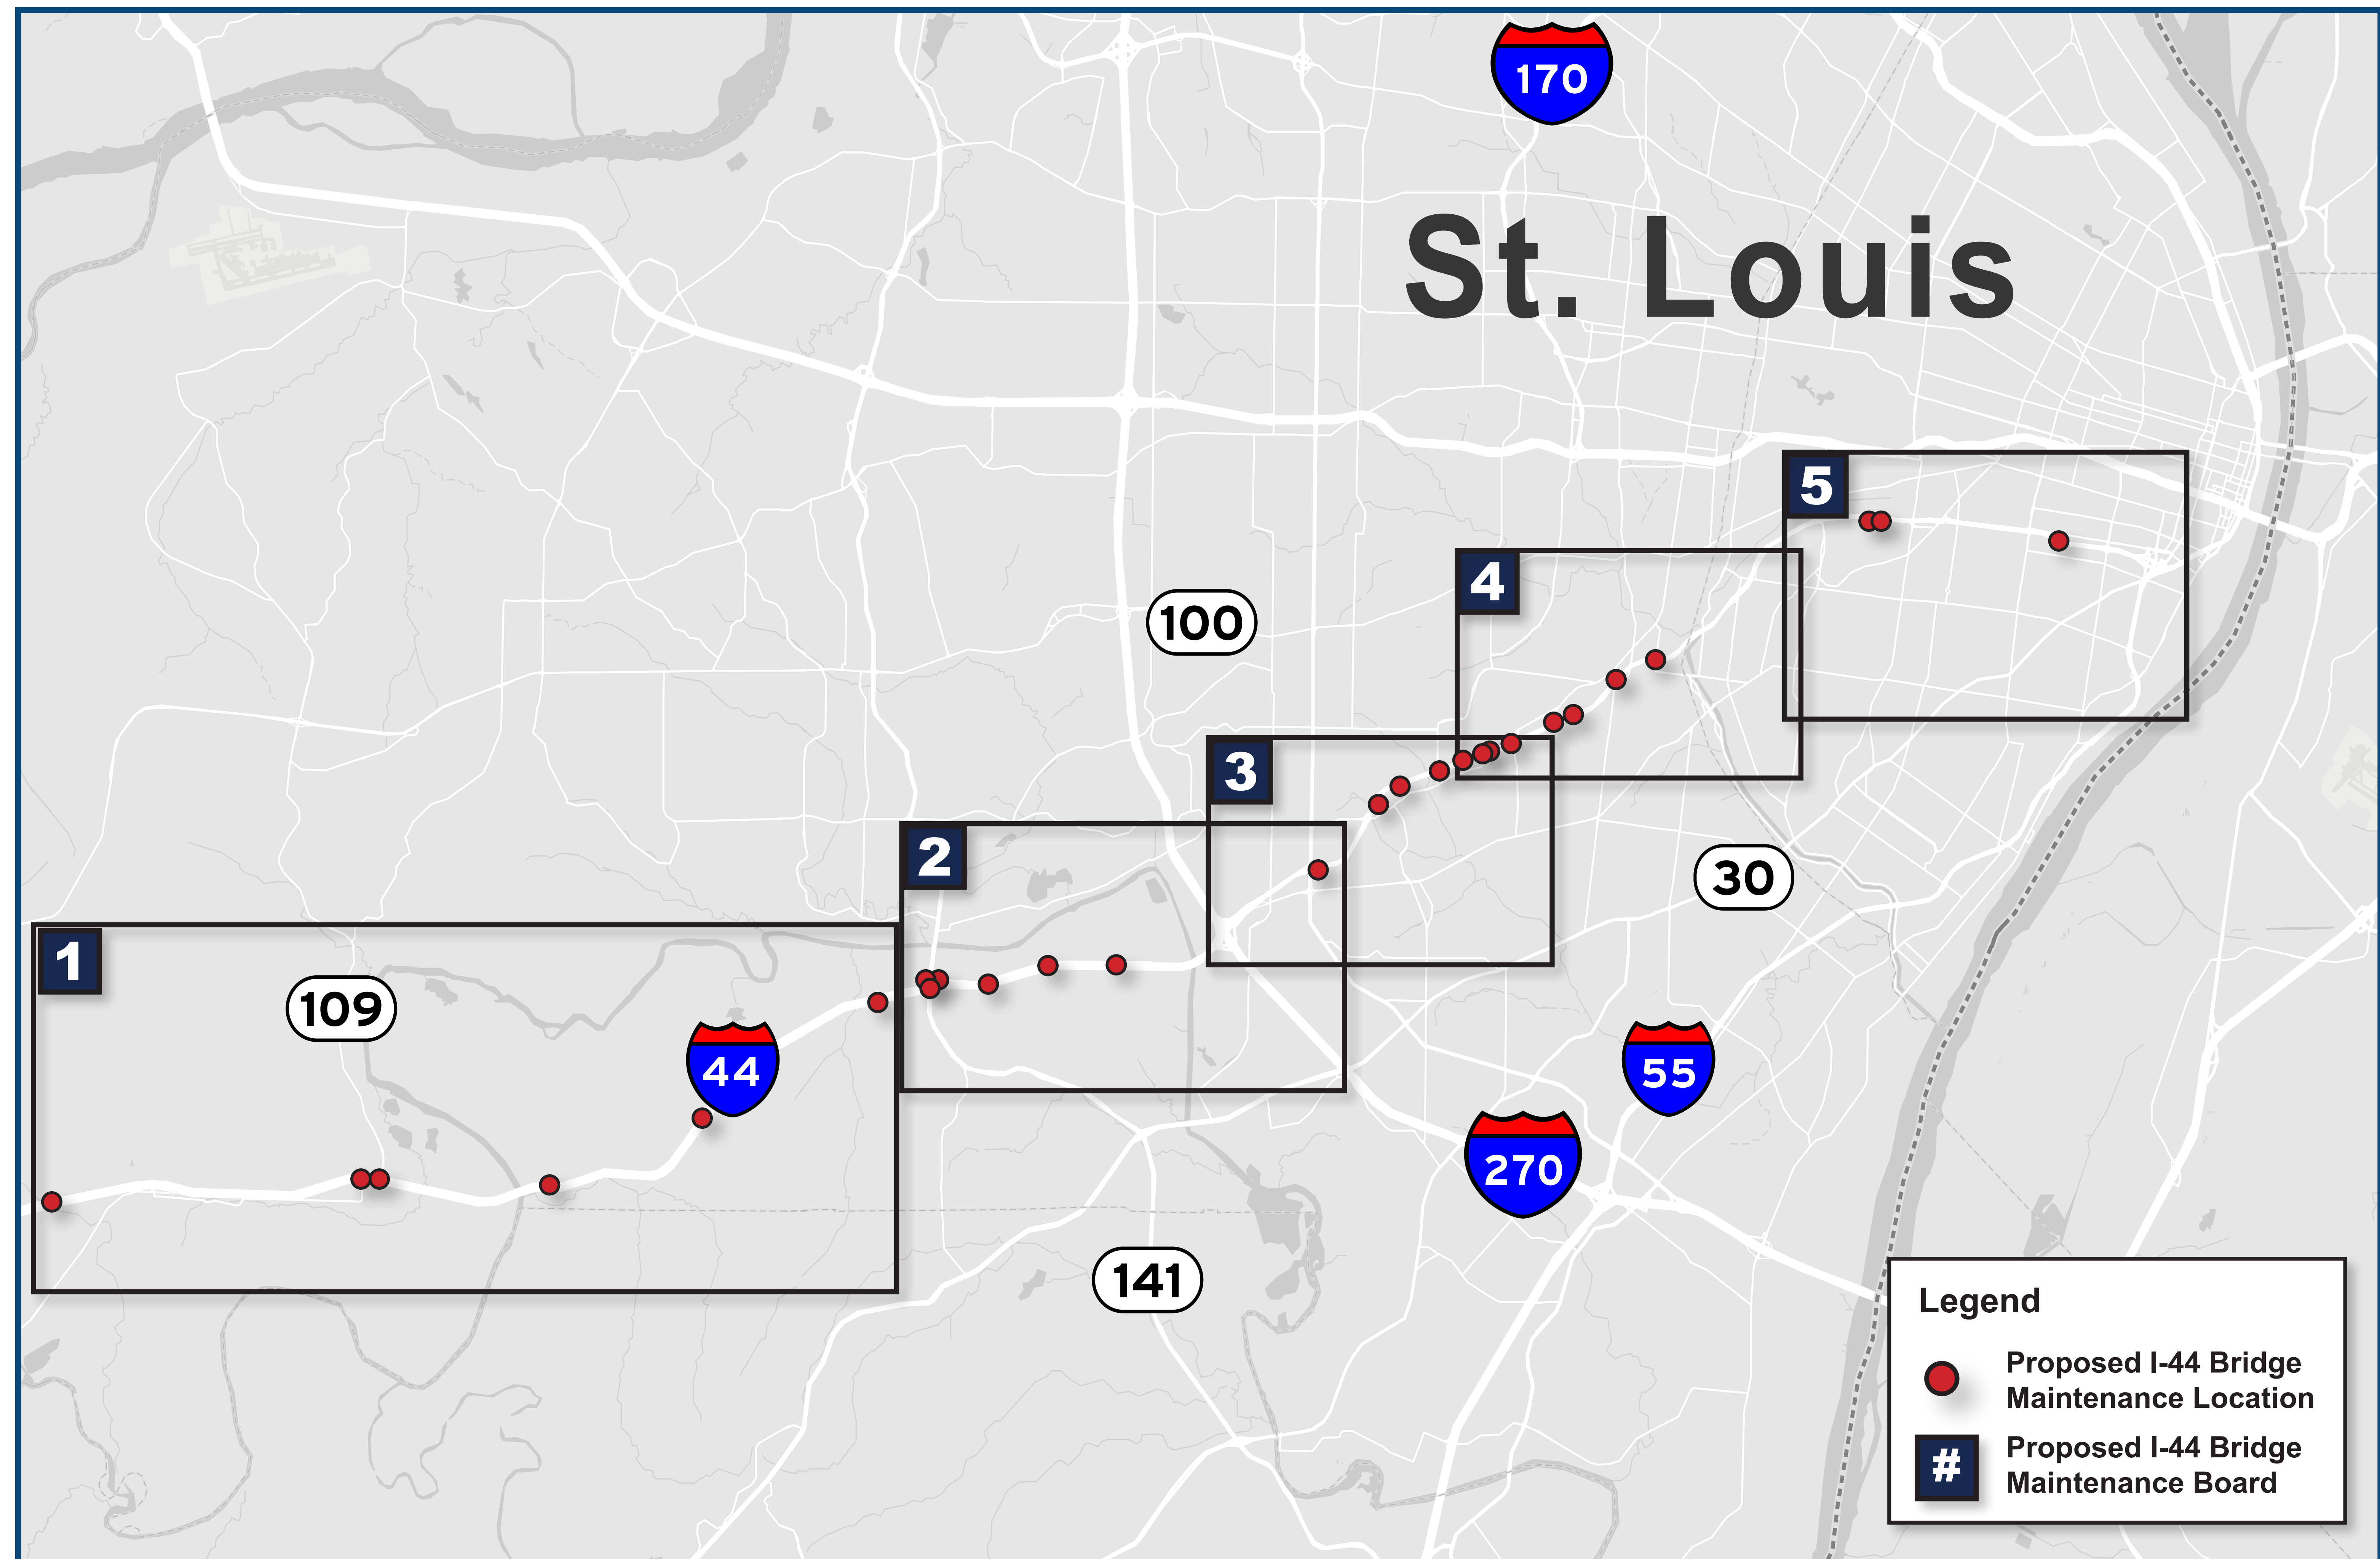 170
St. Louis
5
4
100
3
2
30
1
109
44
55
270
141
Legend
Proposed I-44 Bridge
Maintenance Location
#
Proposed I-44 Bridge
Maintenance Board